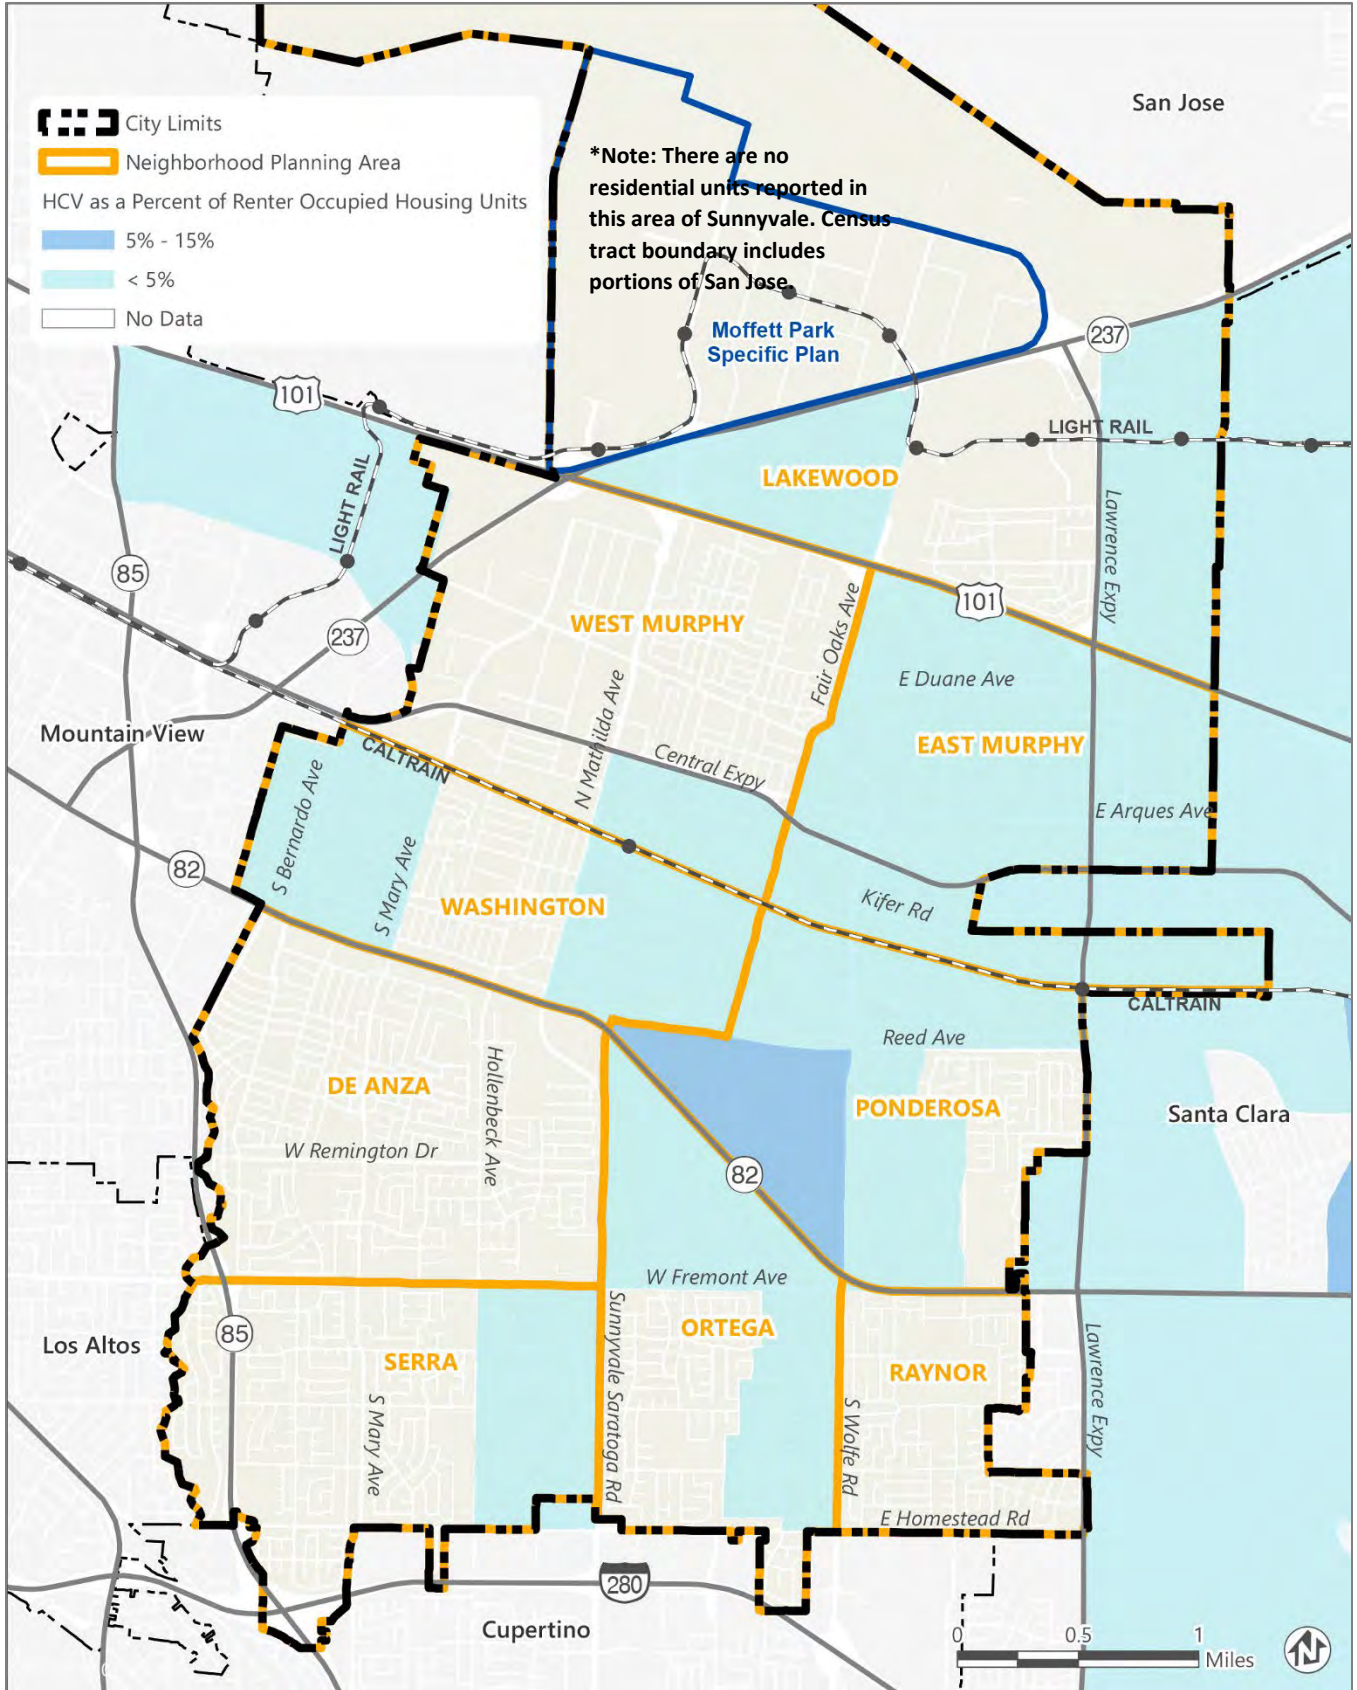 San Jose
City Limits
Neighborhood Planning Area
HCV as a Percent of Renter Occupied Housing Units
5% - 15%
< 5%
No Data
*Note: There are no
residential units reported in
this area of Sunnyvale. Census
tract boundary includes
portions of San Jose.
Moffett Park
Specific Plan
237
101
LIGHT RAIL
LAKEWOOD
LIGHT RAIL
Lawrence Expy
85
101
237
WEST MURPHY
Fair Oaks Ave
E Duane Ave
Mountain View
EAST MURPHY
CALTRAIN
N Mathilda Ave
Central Expy
S Bernardo Ave
E Arques Ave
82
S Mary Ave
WASHINGTON
Kifer Rd
CALTRAIN
Reed Ave
Hollenbeck Ave
DE ANZA
PONDEROSA
Santa Clara
W Remington Dr
82
W Fremont Ave
Los Altos
85
SERRA
Sunnyvale Saratoga Rd
ORTEGA
RAYNOR
Lawrence Expy
S Mary Ave
S Wolfe Rd
E Homestead Rd
280
Cupertino
0 0.5 1
Miles
N